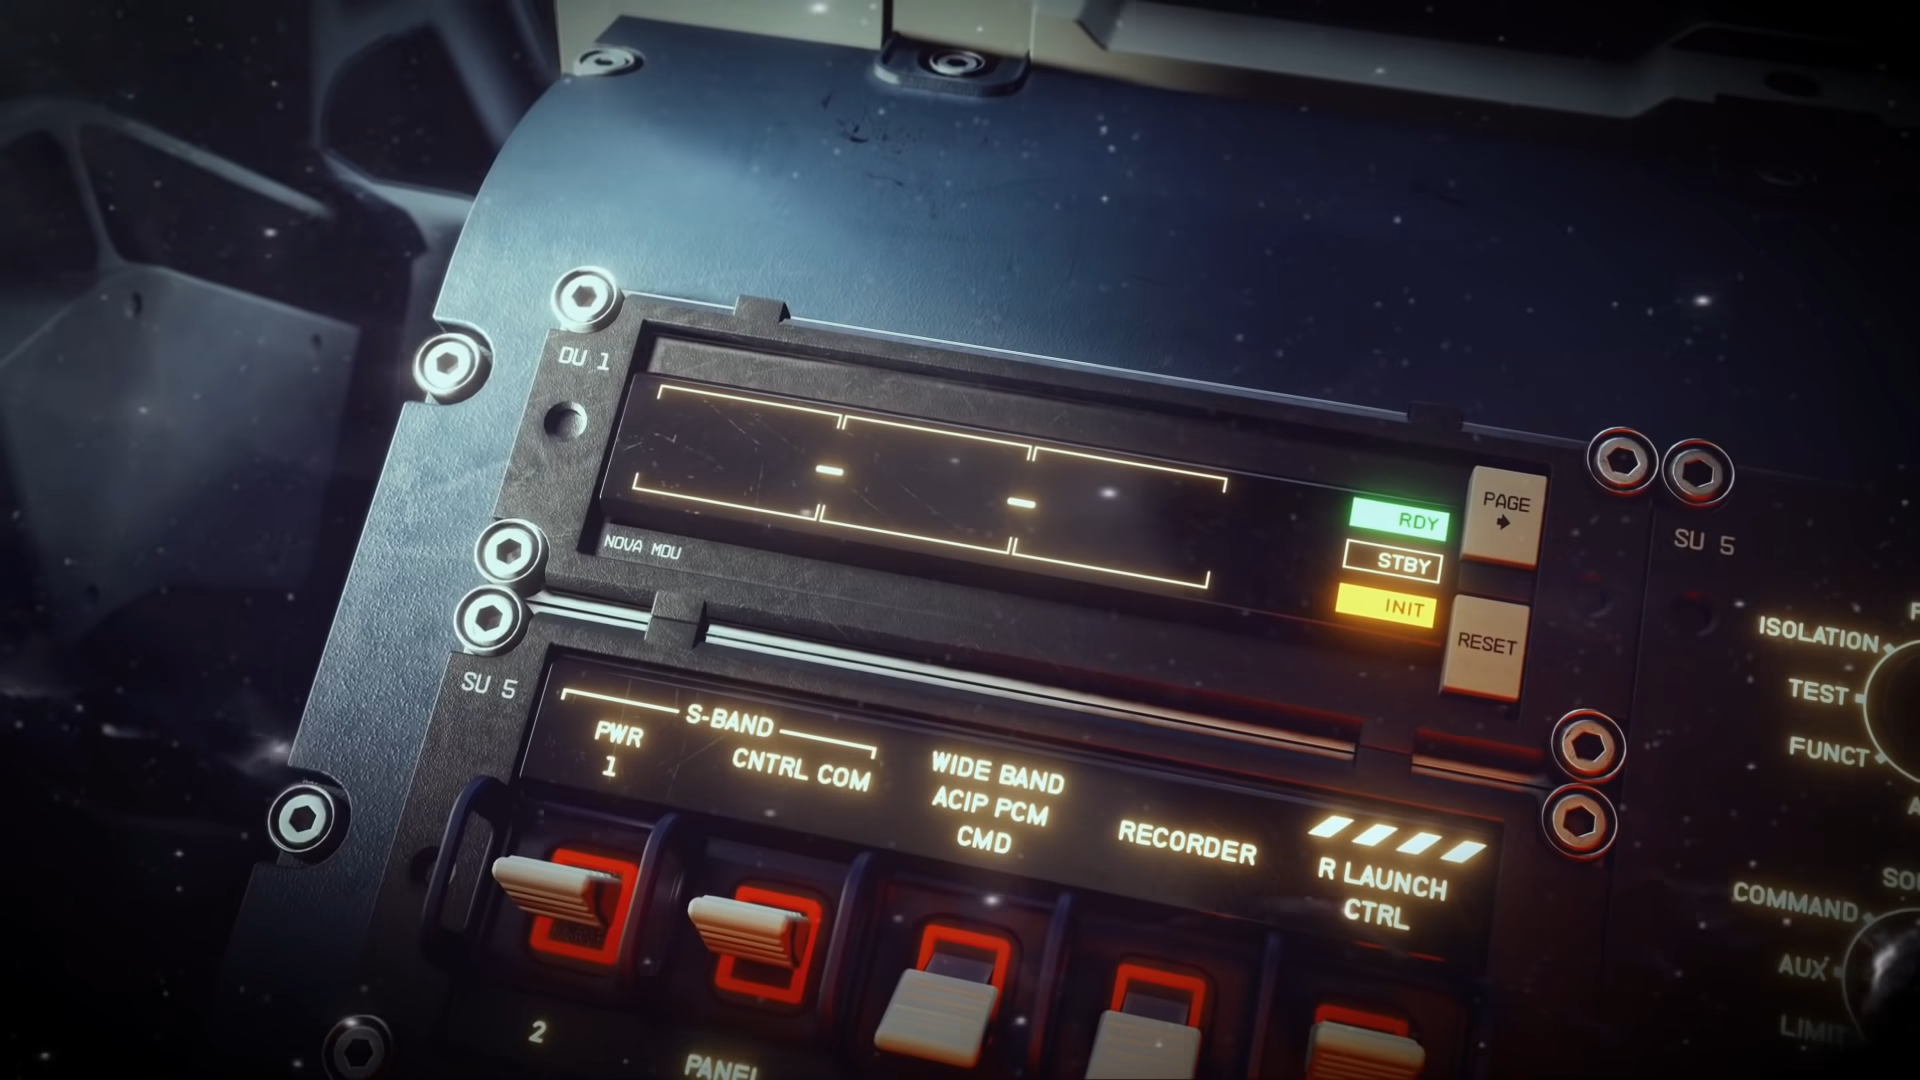 DU 1
RDY
STBY
INIT
PAGE
RESET
NOVA MDU
SU 5
SU 5
S-BAND
PWR
1
CNTRL COM
WIDE BAND
ACIP PCM
CMD
RECORDER
R LAUNCH
CTRL
2
PANEL
ISOLATION
TEST
FUNCT
COMMAND
AUX
LIMIT